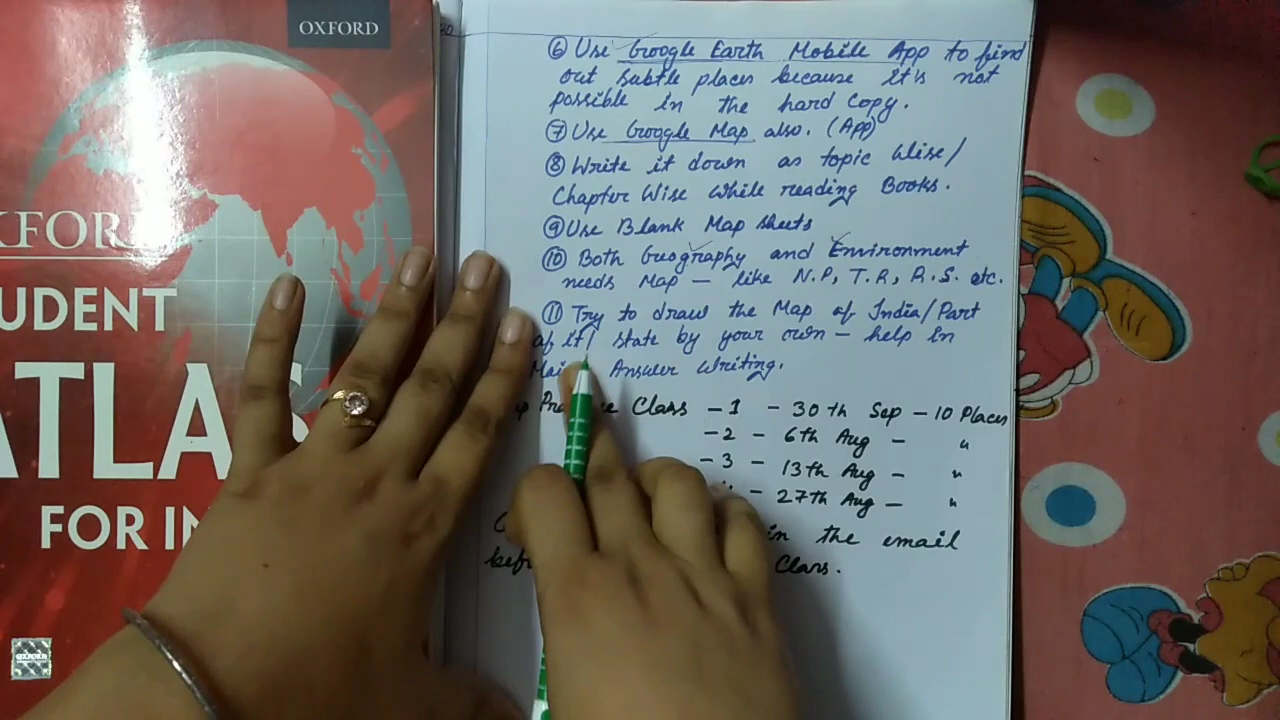 OXFORD
XFOR
UDENT
ATLAS
FOR IN
OXFORD
⑥ Use Google Earth Mobile App to find
out subtle places because it's not
possible in the hard copy.
⑦ Use Google Map also. (App)
⑧ Write it down as topic Wise/
Chapter Wise While reading Books.
⑨ Use Blank Map sheets
⑩ Both Geography and Environment
needs Map – like N.P, T.R, R.S. etc.
⑪ Try to draw the Map of India/Part
of it/ state by your own – help in
Answer Writing.
Class – 1 – 30th Sep – 10 Places
– 2 – 6th Aug – "
– 3 – 13th Aug – "
– 27th Aug – "
in the email
Class.